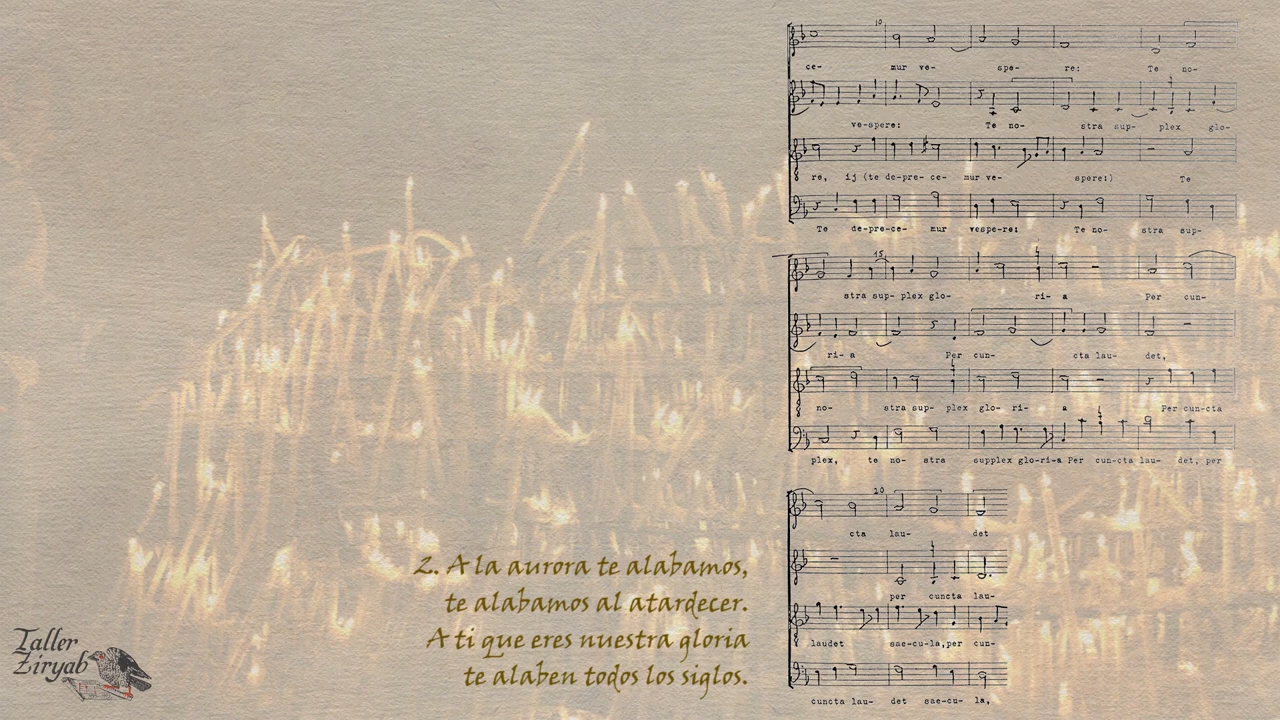 2. A la aurora te alabamos,
te alabamos al atardecer.
A ti que eres nuestra gloria
te alaben todos los siglos.
Taller
Ziryab
10
ce- mur ve- spe- re: Te no-
ve-spere: Te no- stra sup- plex glo-
re, ij (te de-pre- ce- mur ve- spere:) Te
Te de-pre-ce- mur vespere: Te no- stra sup-
15
stra sup- plex glo- ri- a Per cun-
ri- a Per cun- cta lau- det,
no- stra sup- plex glo- ri- a Per cun-cta
plex, te no- stra supplex glo-ri-a Per cun-cta lau- det, per
20
cta lau- det
per cuncta lau-
laudet sae-cu-la,per cun-
cuncta lau- det sae-cu- la,